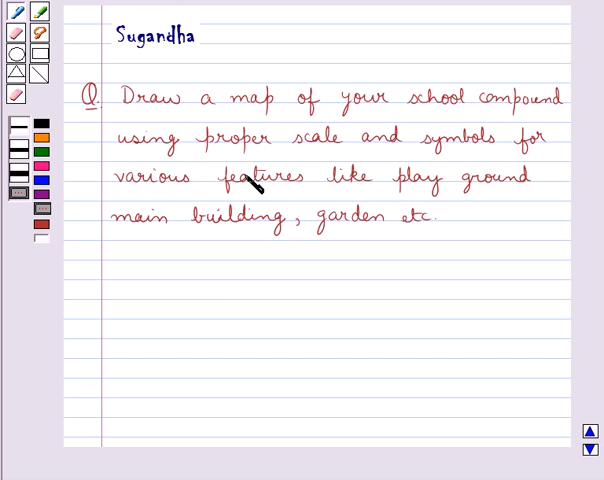 Sugandha
Q. Draw a map of your school compound
using proper scale and symbols for
various features like play ground
main building, garden etc.